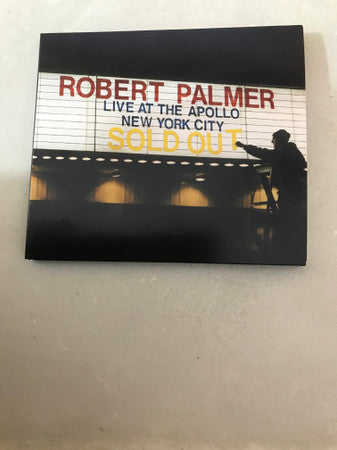 ROBERT PALMER
LIVE AT THE APOLLO
NEW YORK CITY
SOLD OUT